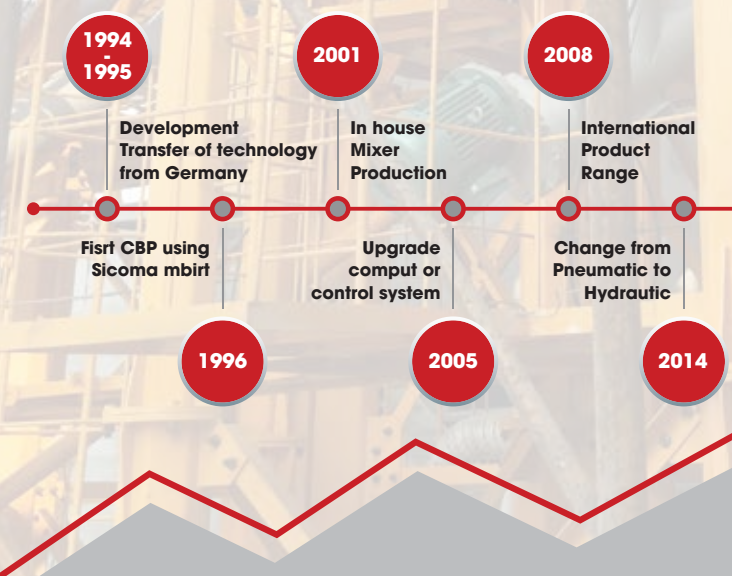 1994
-
1995
Development
Transfer of technology
from Germany
Fisrt CBP using
Sicoma mbirt
1996
2001
In house
Mixer
Production
Upgrade
comput or
control system
2005
2008
International
Product
Range
Change from
Pneumatic to
Hydrautic
2014